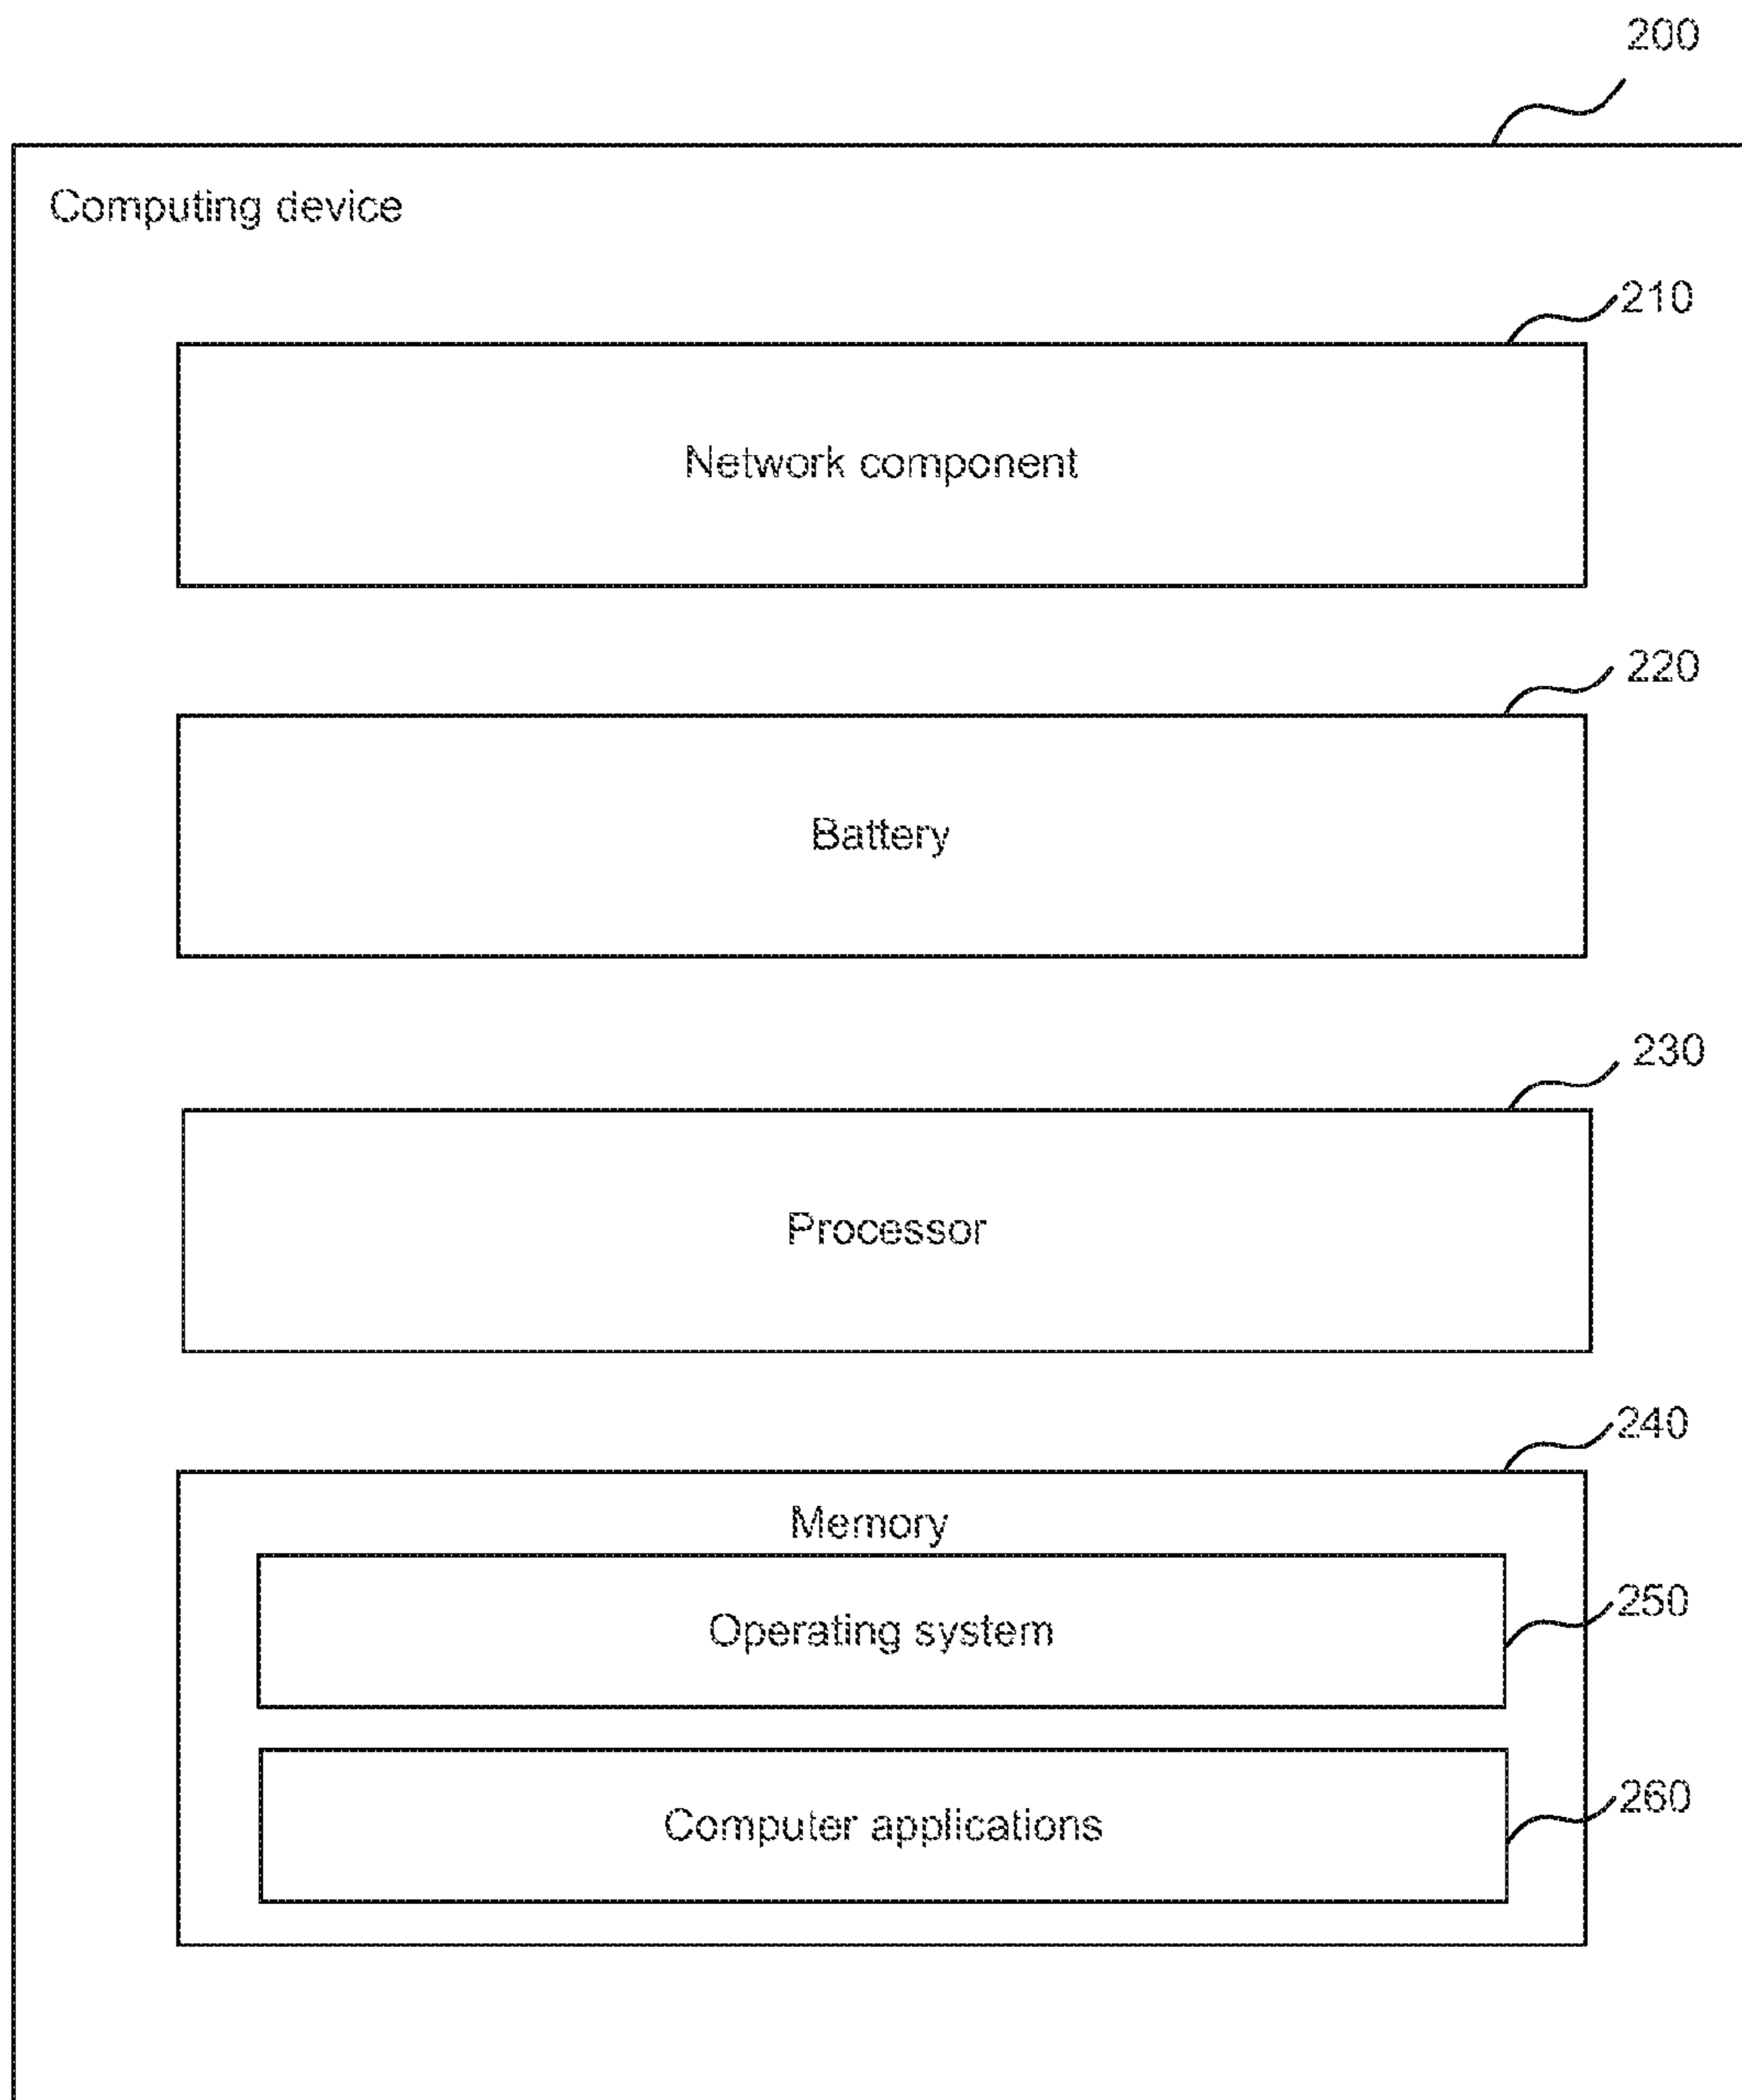 200
Computing device
210
Network component
220
Battery
230
Processor
240
Memory
250
Operating system
260
Computer applications